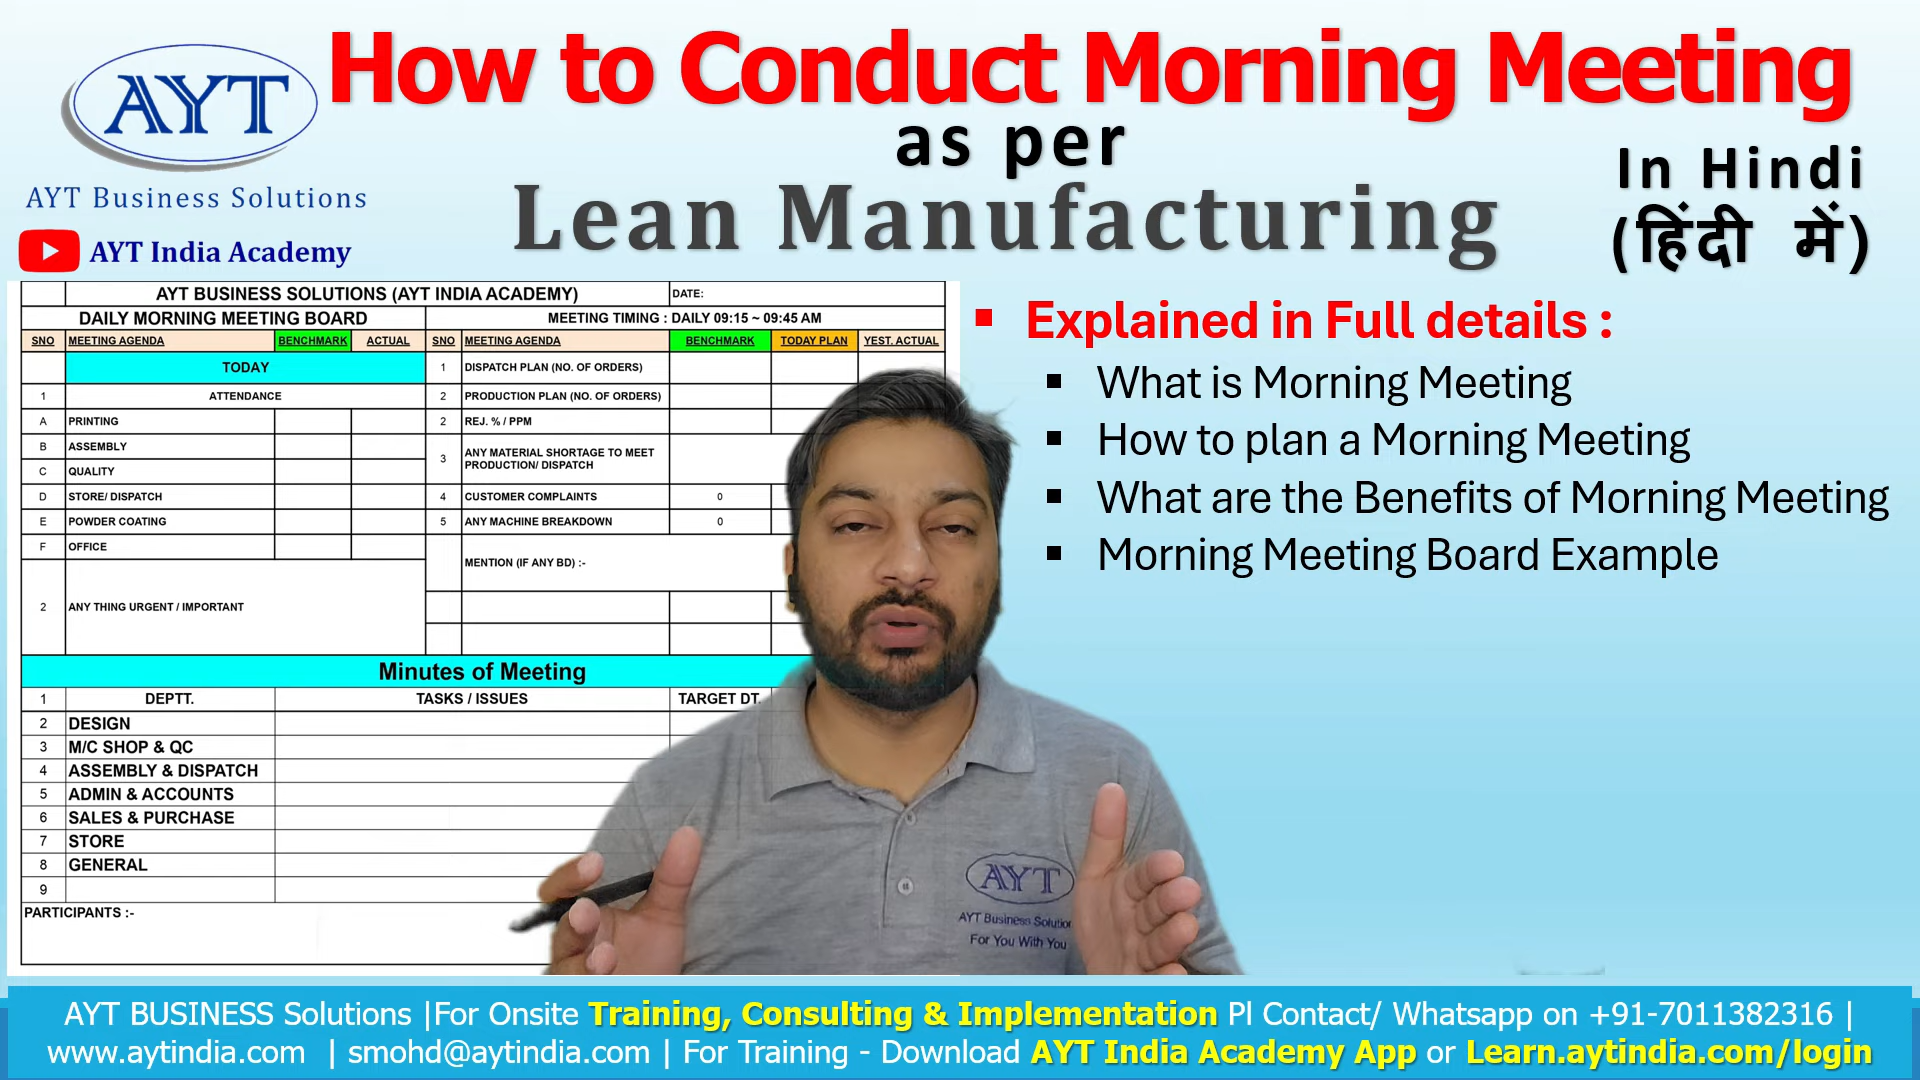 How to Conduct Morning Meeting
as per
Lean Manufacturing
In Hindi
(हिंदी में)
AYT
AYT Business Solutions
AYT India Academy
AYT BUSINESS SOLUTIONS (AYT INDIA ACADEMY) DATE:
DAILY MORNING MEETING BOARD MEETING TIMING : DAILY 09:15 ~ 09:45 AM
SNO MEETING AGENDA BENCHMARK ACTUAL SNO MEETING AGENDA BENCHMARK TODAY PLAN YEST. ACTUAL
TODAY 1 DISPATCH PLAN (NO. OF ORDERS)
1 ATTENDANCE 2 PRODUCTION PLAN (NO. OF ORDERS)
A PRINTING 2 REJ. % / PPM
B ASSEMBLY 3 ANY MATERIAL SHORTAGE TO MEET
C QUALITY PRODUCTION/ DISPATCH
D STORE/ DISPATCH 4 CUSTOMER COMPLAINTS 0
E POWDER COATING 5 ANY MACHINE BREAKDOWN 0
F OFFICE
MENTION (IF ANY BD) :-
2 ANY THING URGENT / IMPORTANT
Minutes of Meeting
1 DEPTT. TASKS / ISSUES TARGET DT.
2 DESIGN
3 M/C SHOP & QC
4 ASSEMBLY & DISPATCH
5 ADMIN & ACCOUNTS
6 SALES & PURCHASE
7 STORE
8 GENERAL
9
PARTICIPANTS :-
Explained in Full details :
What is Morning Meeting
How to plan a Morning Meeting
What are the Benefits of Morning Meeting
Morning Meeting Board Example
AYT
AYT Business Solution
For You With You
AYT BUSINESS Solutions |For Onsite Training, Consulting & Implementation Pl Contact/ Whatsapp on +91-7011382316 |
www.aytindia.com | smohd@aytindia.com | For Training - Download AYT India Academy App or Learn.aytindia.com/login